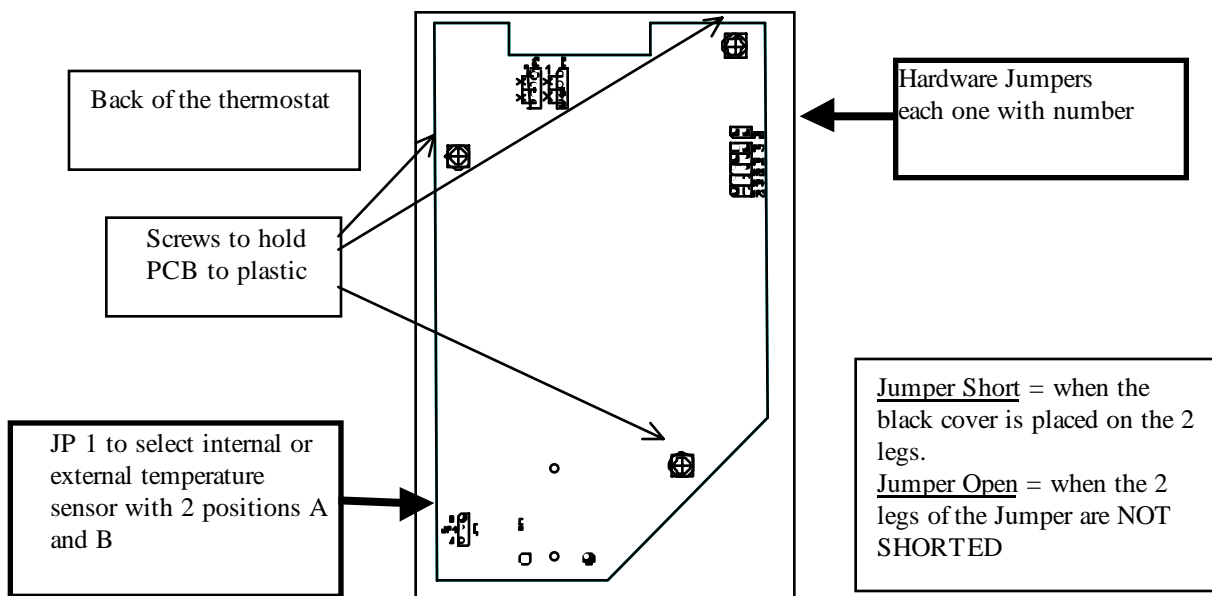 Back of the thermostat
Hardware Jumpers
each one with number
Screws to hold
PCB to plastic
JP 1 to select internal or
external temperature
sensor with 2 positions A
and B
Jumper Short = when the
black cover is placed on the 2
legs.
Jumper Open = when the 2
legs of the Jumper are NOT
SHORTED